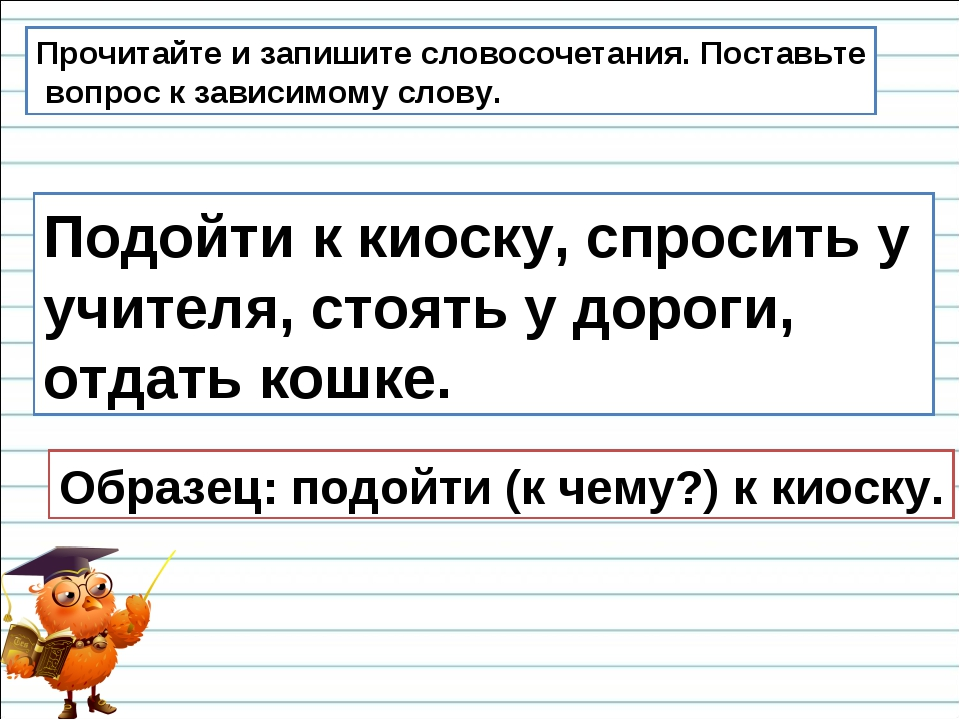 Прочитайте и запишите словосочетания. Поставьте
вопрос к зависимому слову.
Подойти к киоску, спросить у
учителя, стоять у дороги,
отдать кошке.
Образец: подойти (к чему?) к киоску.